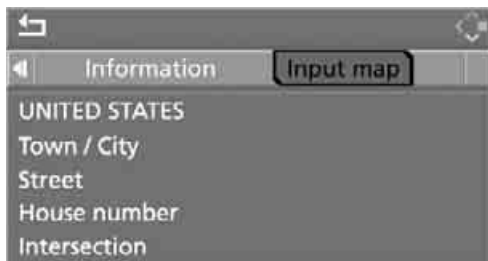 Information Input map
UNITED STATES
Town / City
Street
House number
Intersection